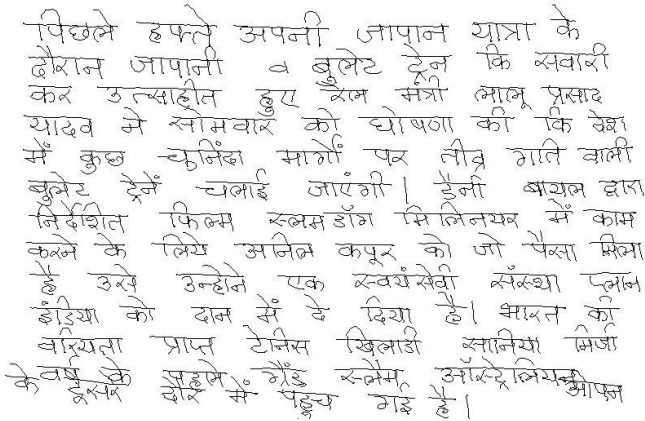 पिछले हफ्ते अपनी जापान यात्रा के
दौरान जापानी व बुलेट ट्रेन कि सवारी
कर उत्साहीत हुए रेल मंत्री लालू प्रसाद
यादव ने सोमवार को घोषणा की कि देश
में कुछ चुनिंदा मार्गों पर तीव्र गति वाली
बुलेट ट्रेनें चलाई जाएंगी। डैनी बायल द्वारा
निर्देशित फिल्म स्लमडॉग मिलिनयर में काम
करने के लिये अनिल कपूर को जो पैसा मिला
है उसे उन्होने एक स्वयंसेवी संस्था प्लान
इंडिया को दान में दे दिया है। भारत की
वरियता प्राप्त टेनिस खिलाडी सानिया मिर्जा
वर्ष के पहले ग्रैंड स्लैम ऑस्ट्रेलियन ओपन
के दूसरे दौर में पहूच गई है।